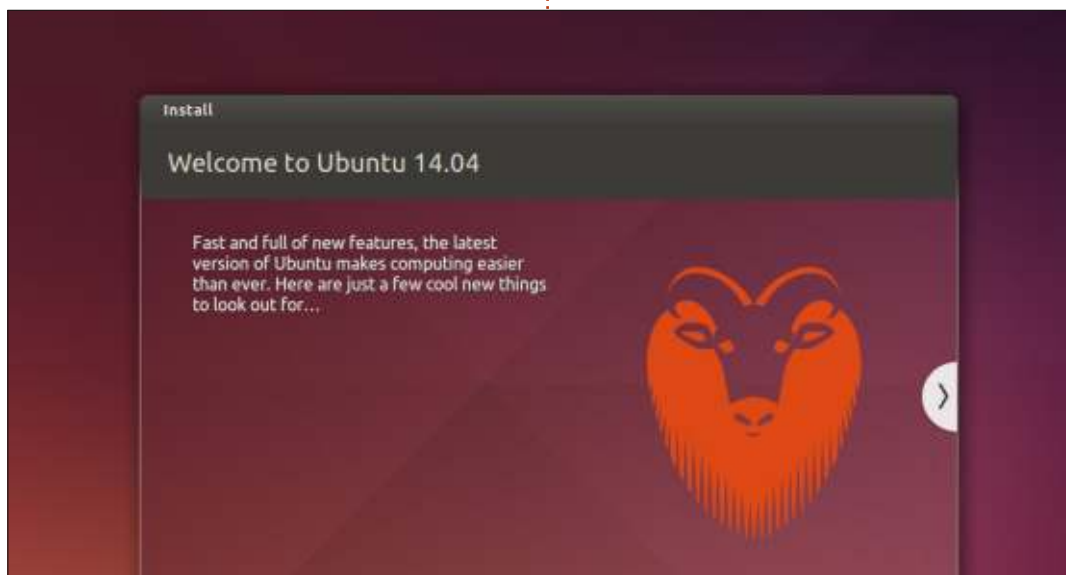 Install
Welcome to Ubuntu 14.04
Fast and full of new features, the latest
version of Ubuntu makes computing easier
than ever. Here are just a few cool new things
to look out for...